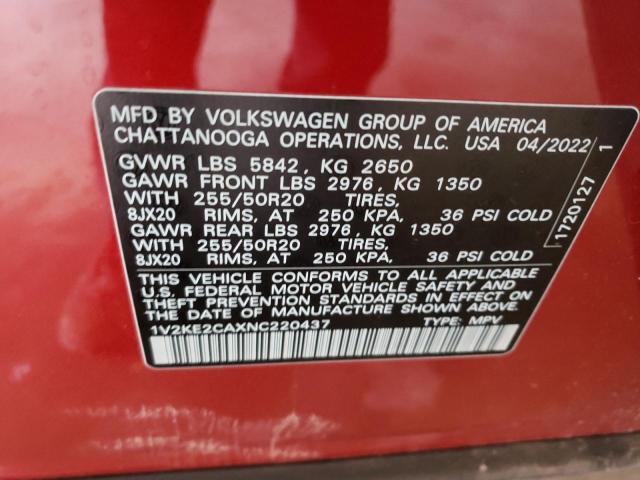 MFD BY VOLKSWAGEN GROUP OF AMERICA
CHATTANOOGA OPERATIONS, LLC. USA 04/2022
GVWR LBS 5842, KG 2650
GAWR FRONT LBS 2976, KG 1350
WITH 255/50R20 TIRES,
8JX20 RIMS, AT 250 KPA, 36 PSI COLD
GAWR REAR LBS 2976, KG 1350
WITH 255/50R20 TIRES,
8JX20 RIMS, AT 250 KPA, 36 PSI COLD
THIS VEHICLE CONFORMS TO ALL APPLICABLE
U.S. FEDERAL MOTOR VEHICLE SAFETY AND
THEFT PREVENTION STANDARDS IN EFFECT ON
THE DATE OF MANUFACTURE SHOWN ABOVE.
1V2KE2CAXNC220437 TYPE: MPV
1720127 1